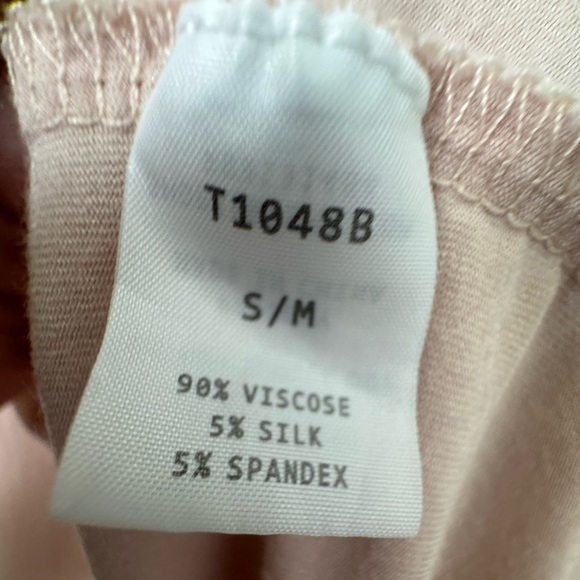 T1048B
S/M
90% VISCOSE
5% SILK
5% SPANDEX